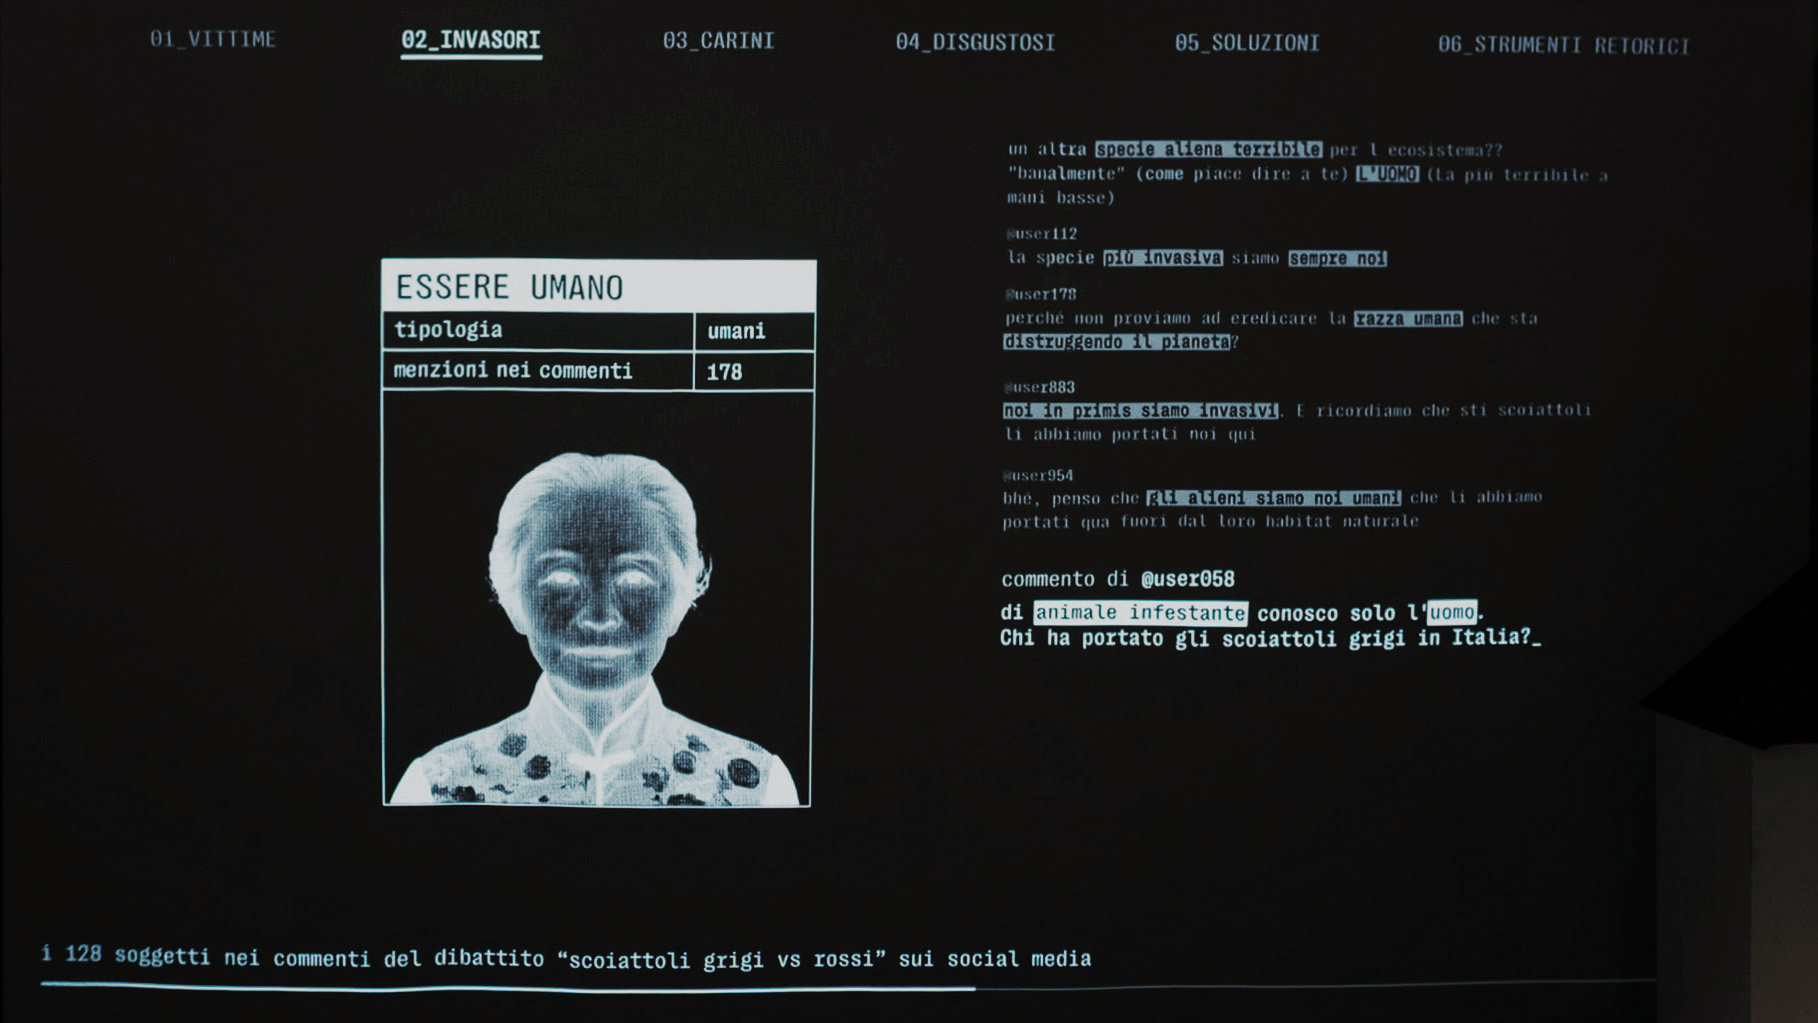 01_VITTIME
02_INVASORI
03_CARINI
04_DISGUSTOSI
05_SOLUZIONI
06_STRUMENTI RETORICI
ESSERE UMANO
tipologia umani
menzioni nei commenti 178
un altra specie aliena terribile per l ecosistema??
"banalmente" (come piace dire a te) L'UOMO (La più terribile a
mani basse)
@user112
la specie più invasiva siamo sempre noi
@user178
perché non proviamo ad eredicare la razza umana che sta
distruggendo il pianeta?
@user883
noi in primis siamo invasivi. E ricordiamo che sti scoiattoli
li abbiamo portati noi qui
@user954
bhé, penso che gli alieni siamo noi umani che li abbiamo
portati qua fuori dal loro habitat naturale
commento di @user058
di animale infestante conosco solo l'uomo.
Chi ha portato gli scoiattoli grigi in Italia?_
i 128 soggetti nei commenti del dibattito “scoiattoli grigi vs rossi” sui social media